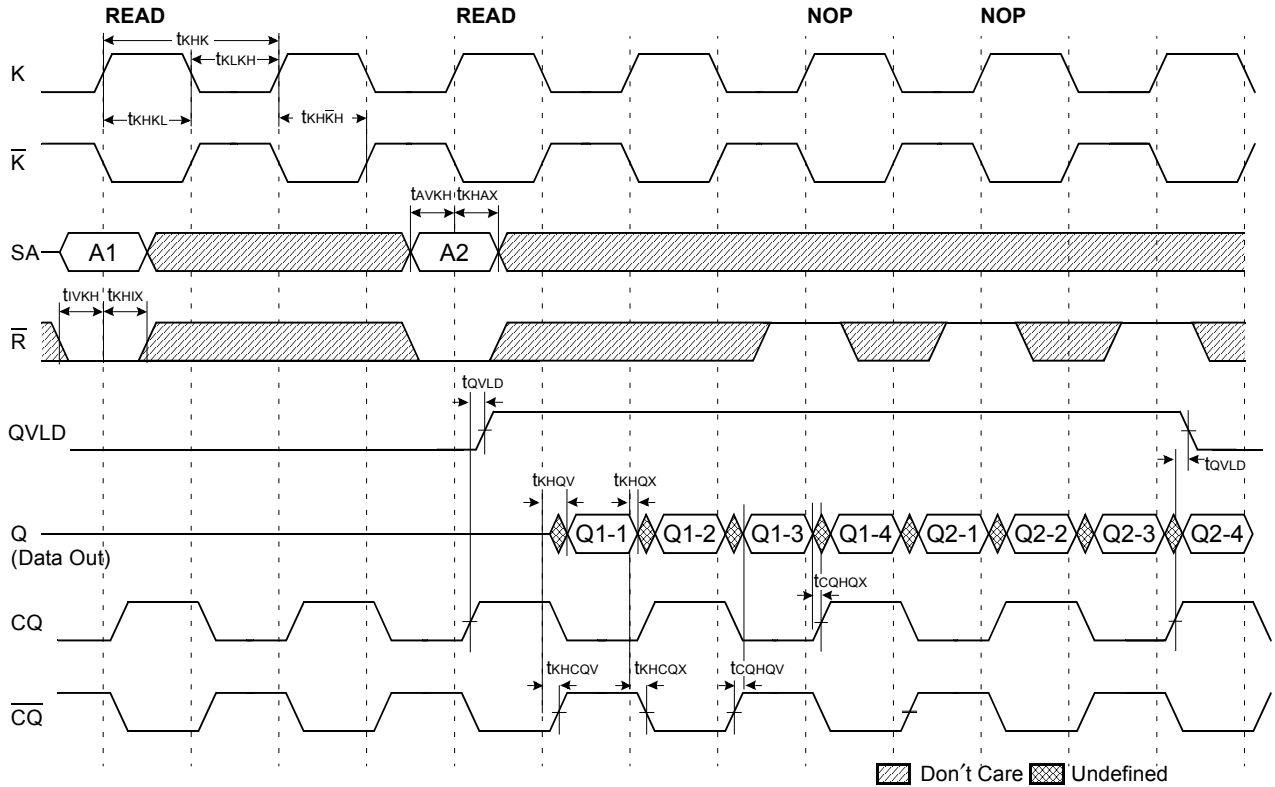 READ READ NOP NOP
tKHK
K tKLKH
tKHKL tKHK̅H
K̅
tAVKH tKHAX
SA A1 A2
tIVKH tKHIX
R̅
tQVLD
QVLD
tQVLD
tKHQV tKHQX
Q Q1-1 Q1-2 Q1-3 Q1-4 Q2-1 Q2-2 Q2-3 Q2-4
(Data Out)
tCQHQX
CQ
tKHCQV tKHCQX tCQHQV
C̅Q̅
Don′t Care Undefined